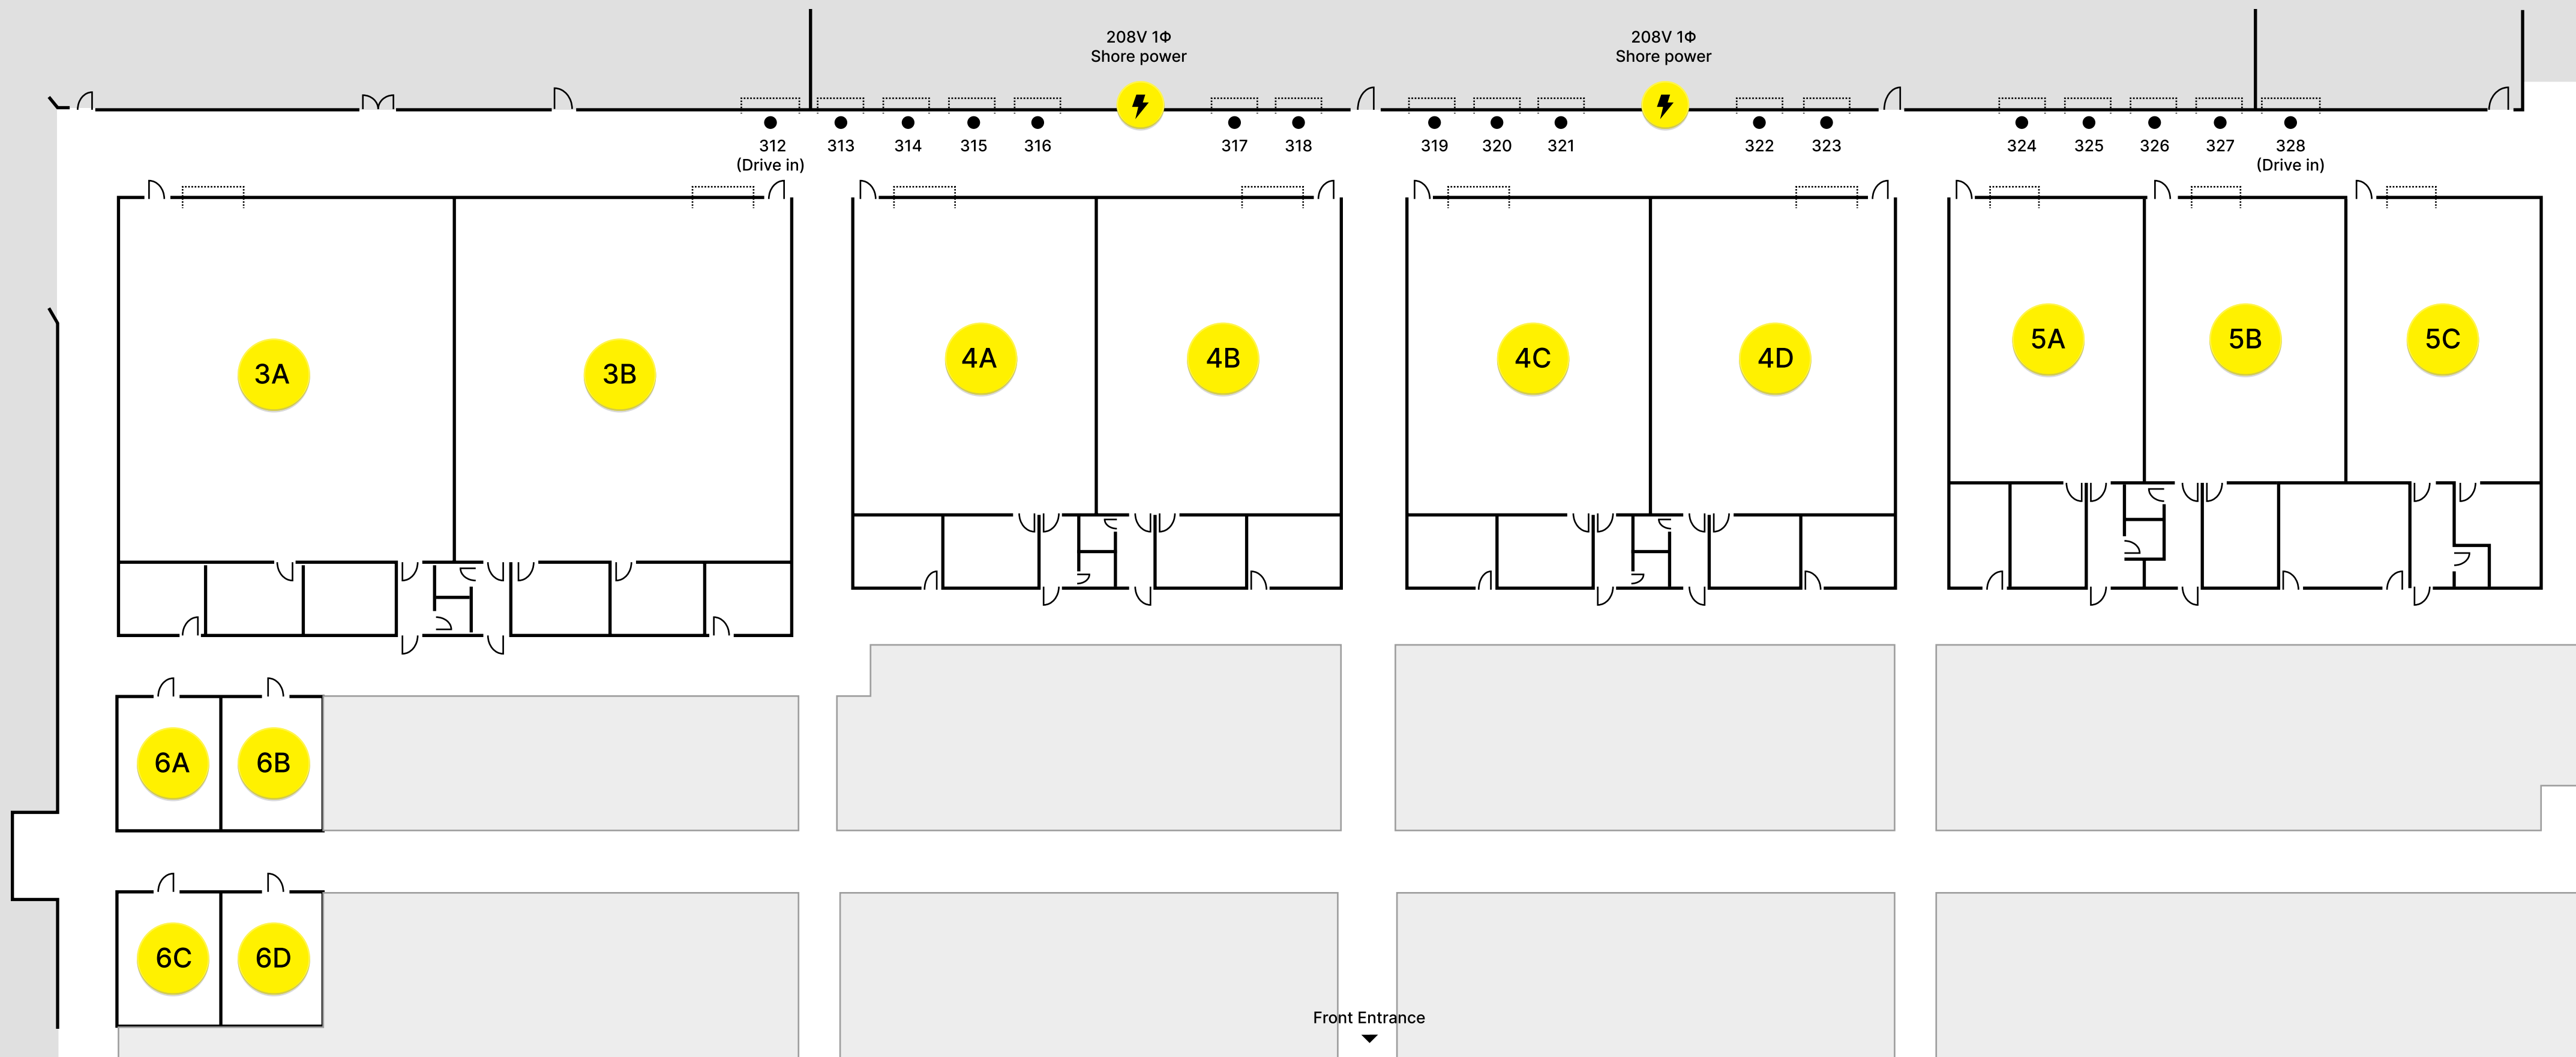 208V 1Φ
Shore power
208V 1Φ
Shore power
312
(Drive in)
313
314
315
316
317
318
319
320
321
322
323
324
325
326
327
328
(Drive in)
3A
3B
4A
4B
4C
4D
5A
5B
5C
6A
6B
6C
6D
Front Entrance